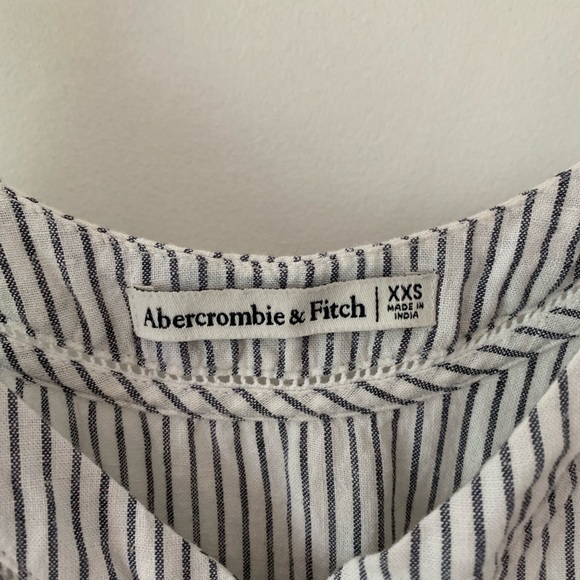 Abercrombie & Fitch
XXS
MADE IN
INDIA